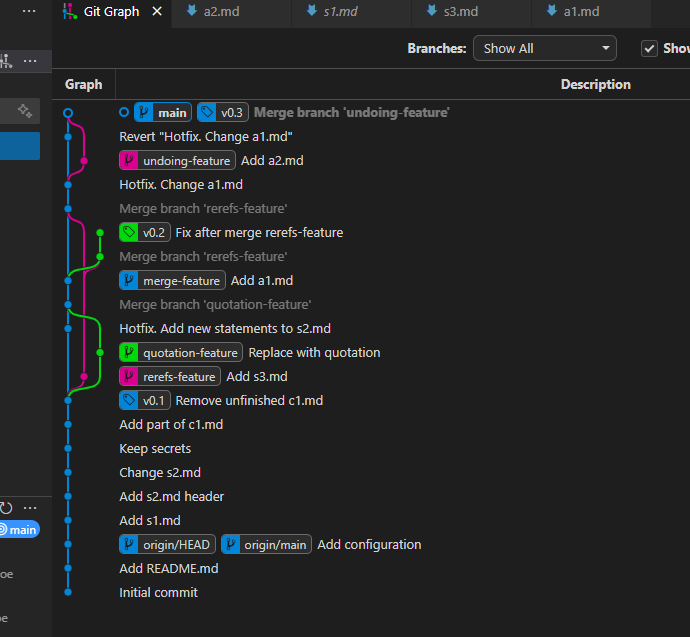 Git Graph
a2.md
s1.md
s3.md
a1.md
Branches: Show All
Show
Graph Description
main v0.3 Merge branch 'undoing-feature'
Revert "Hotfix. Change a1.md"
undoing-feature Add a2.md
Hotfix. Change a1.md
Merge branch 'rerefs-feature'
v0.2 Fix after merge rerefs-feature
Merge branch 'rerefs-feature'
merge-feature Add a1.md
Merge branch 'quotation-feature'
Hotfix. Add new statements to s2.md
quotation-feature Replace with quotation
rerefs-feature Add s3.md
v0.1 Remove unfinished c1.md
Add part of c1.md
Keep secrets
Change s2.md
Add s2.md header
main
Add s1.md
origin/HEAD origin/main Add configuration
Add README.md
oe
Initial commit
oe